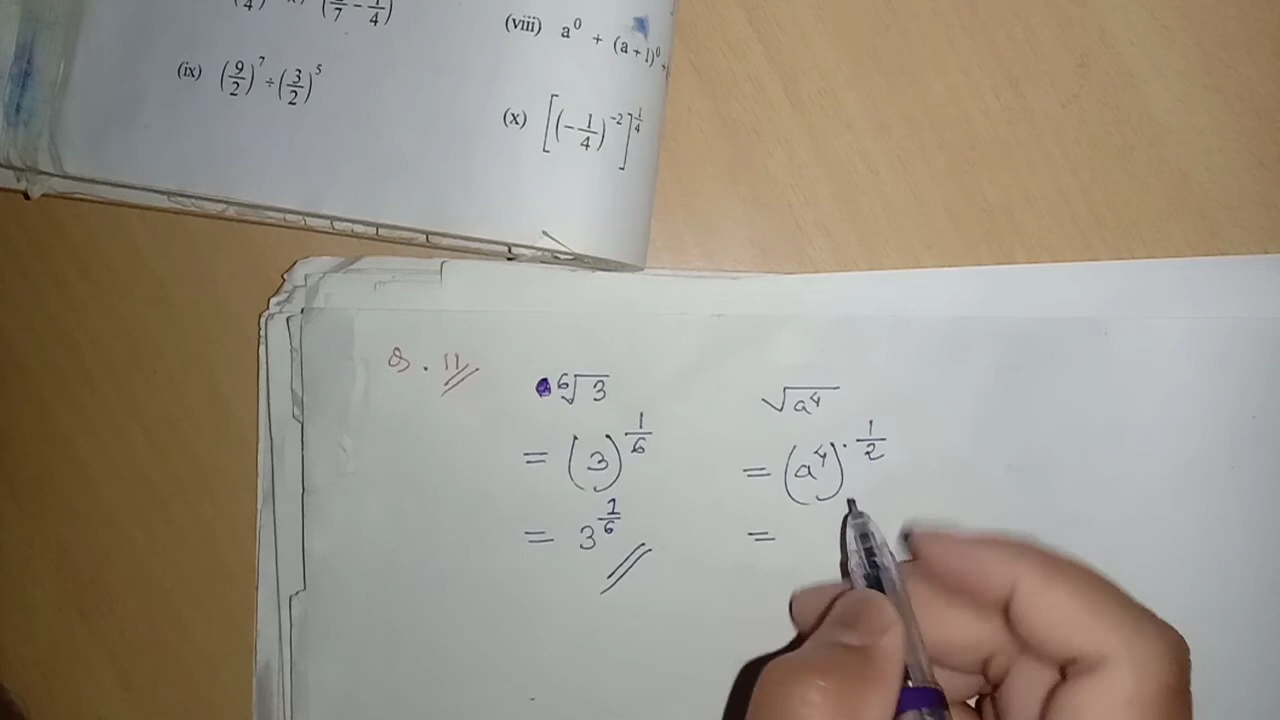 (viii) a⁰ + (a+1)⁰
(ix) (9/2)⁷ ÷ (3/2)⁵
(x) [(-1/4)⁻²]^1/4
Q. 11
⁶√3
= (3)^1/6
= 3^1/6
√a⁴
= (a⁴)^1/2
=